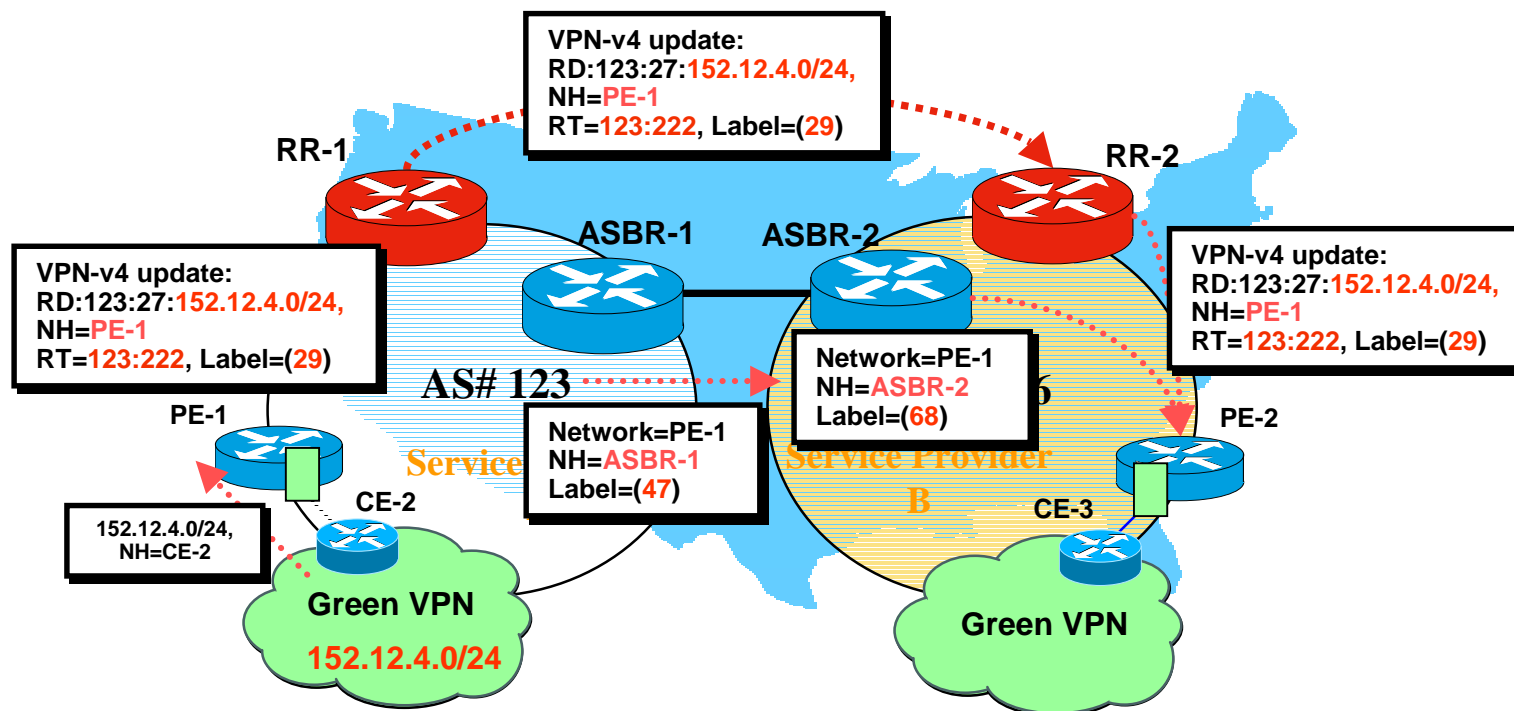 VPN-v4 update:
RD:123:27:152.12.4.0/24,
NH=PE-1
RT=123:222, Label=(29)
RR-1
RR-2
ASBR-1
ASBR-2
VPN-v4 update:
RD:123:27:152.12.4.0/24,
NH=PE-1
RT=123:222, Label=(29)
VPN-v4 update:
RD:123:27:152.12.4.0/24,
NH=PE-1
RT=123:222, Label=(29)
AS# 123
Network=PE-1
NH=ASBR-2
Label=(68)
6
PE-1
PE-2
Network=PE-1
NH=ASBR-1
Label=(47)
Service
Service Provider
B
152.12.4.0/24,
NH=CE-2
CE-2
CE-3
Green VPN
152.12.4.0/24
Green VPN